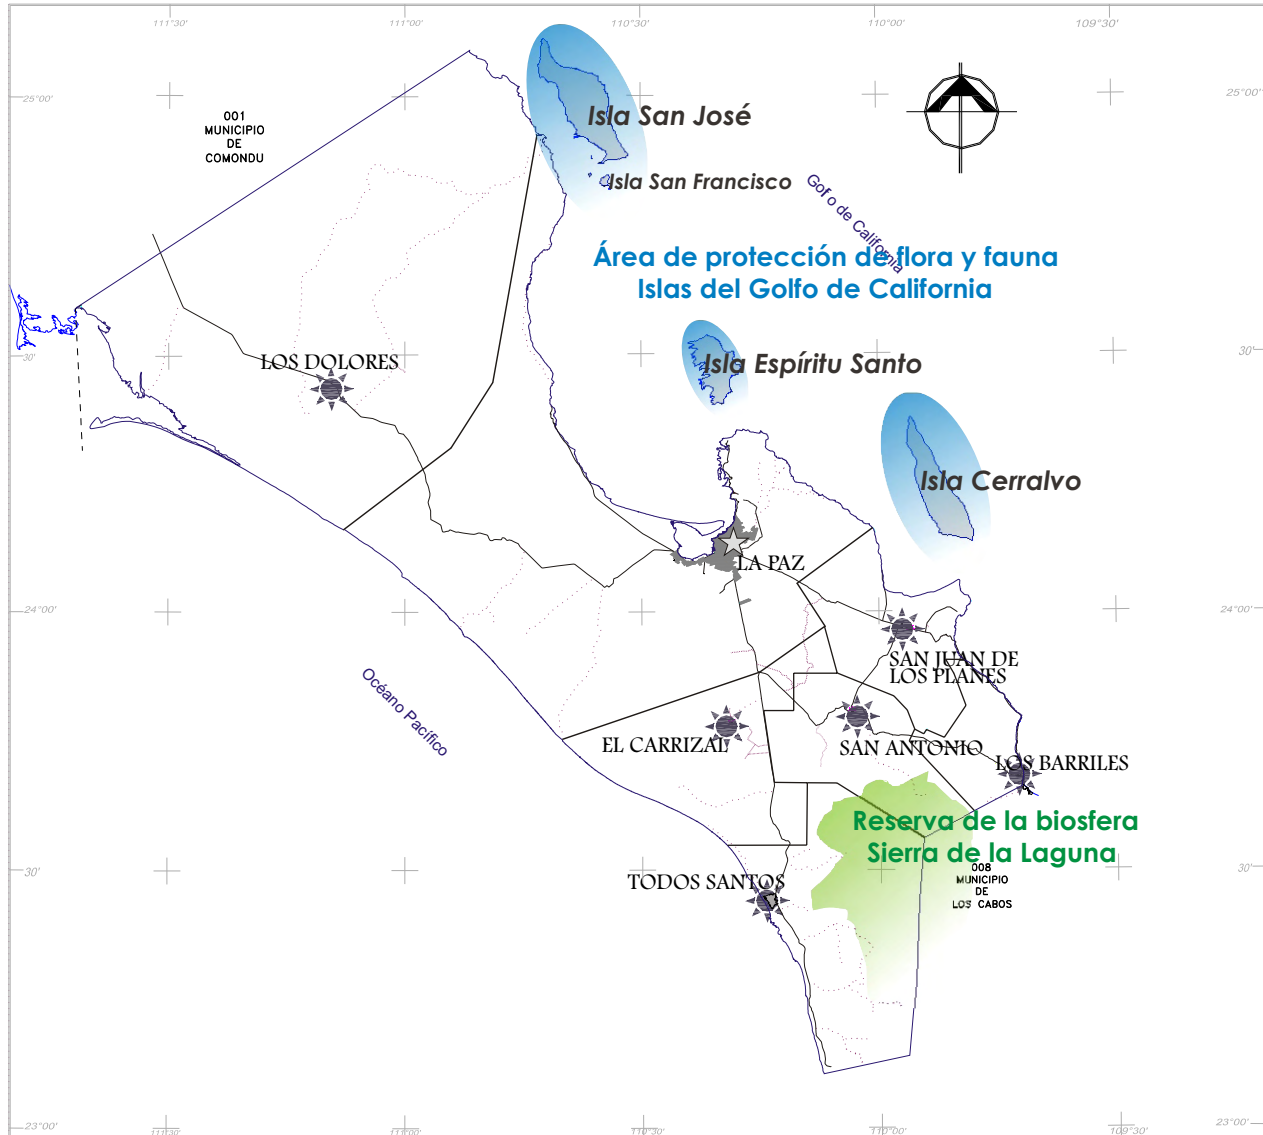 111°30'
111°00'
110°30'
110°00'
109°30'
25°00'
25°00'
001
MUNICIPIO
DE
COMONDU
Isla San José
Isla San Francisco
Golfo de California
Área de protección de flora y fauna
Islas del Golfo de California
30'
30'
LOS DOLORES
Isla Espíritu Santo
Isla Cerralvo
LA PAZ
24°00'
24°00'
SAN JUAN DE
LOS PLANES
Océano Pacífico
EL CARRIZAL
SAN ANTONIO
LOS BARRILES
Reserva de la biosfera
Sierra de la Laguna
30'
30'
008
MUNICIPIO
DE
LOS CABOS
TODOS SANTOS
23°00'
23°00'
111°30'
111°00'
110°30'
110°00'
109°30'